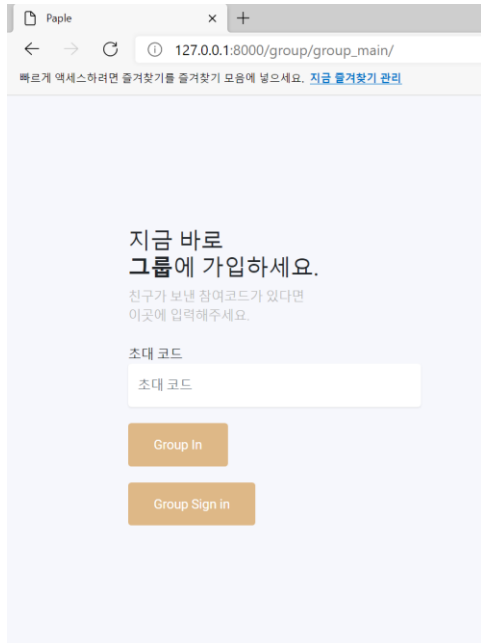 Paple
127.0.0.1:8000/group/group_main/
빠르게 액세스하려면 즐겨찾기를 즐겨찾기 모음에 넣으세요. 지금 즐겨찾기 관리
지금 바로
그룹에 가입하세요.
친구가 보낸 참여코드가 있다면
이곳에 입력해주세요.
초대 코드
초대 코드
Group In
Group Sign in